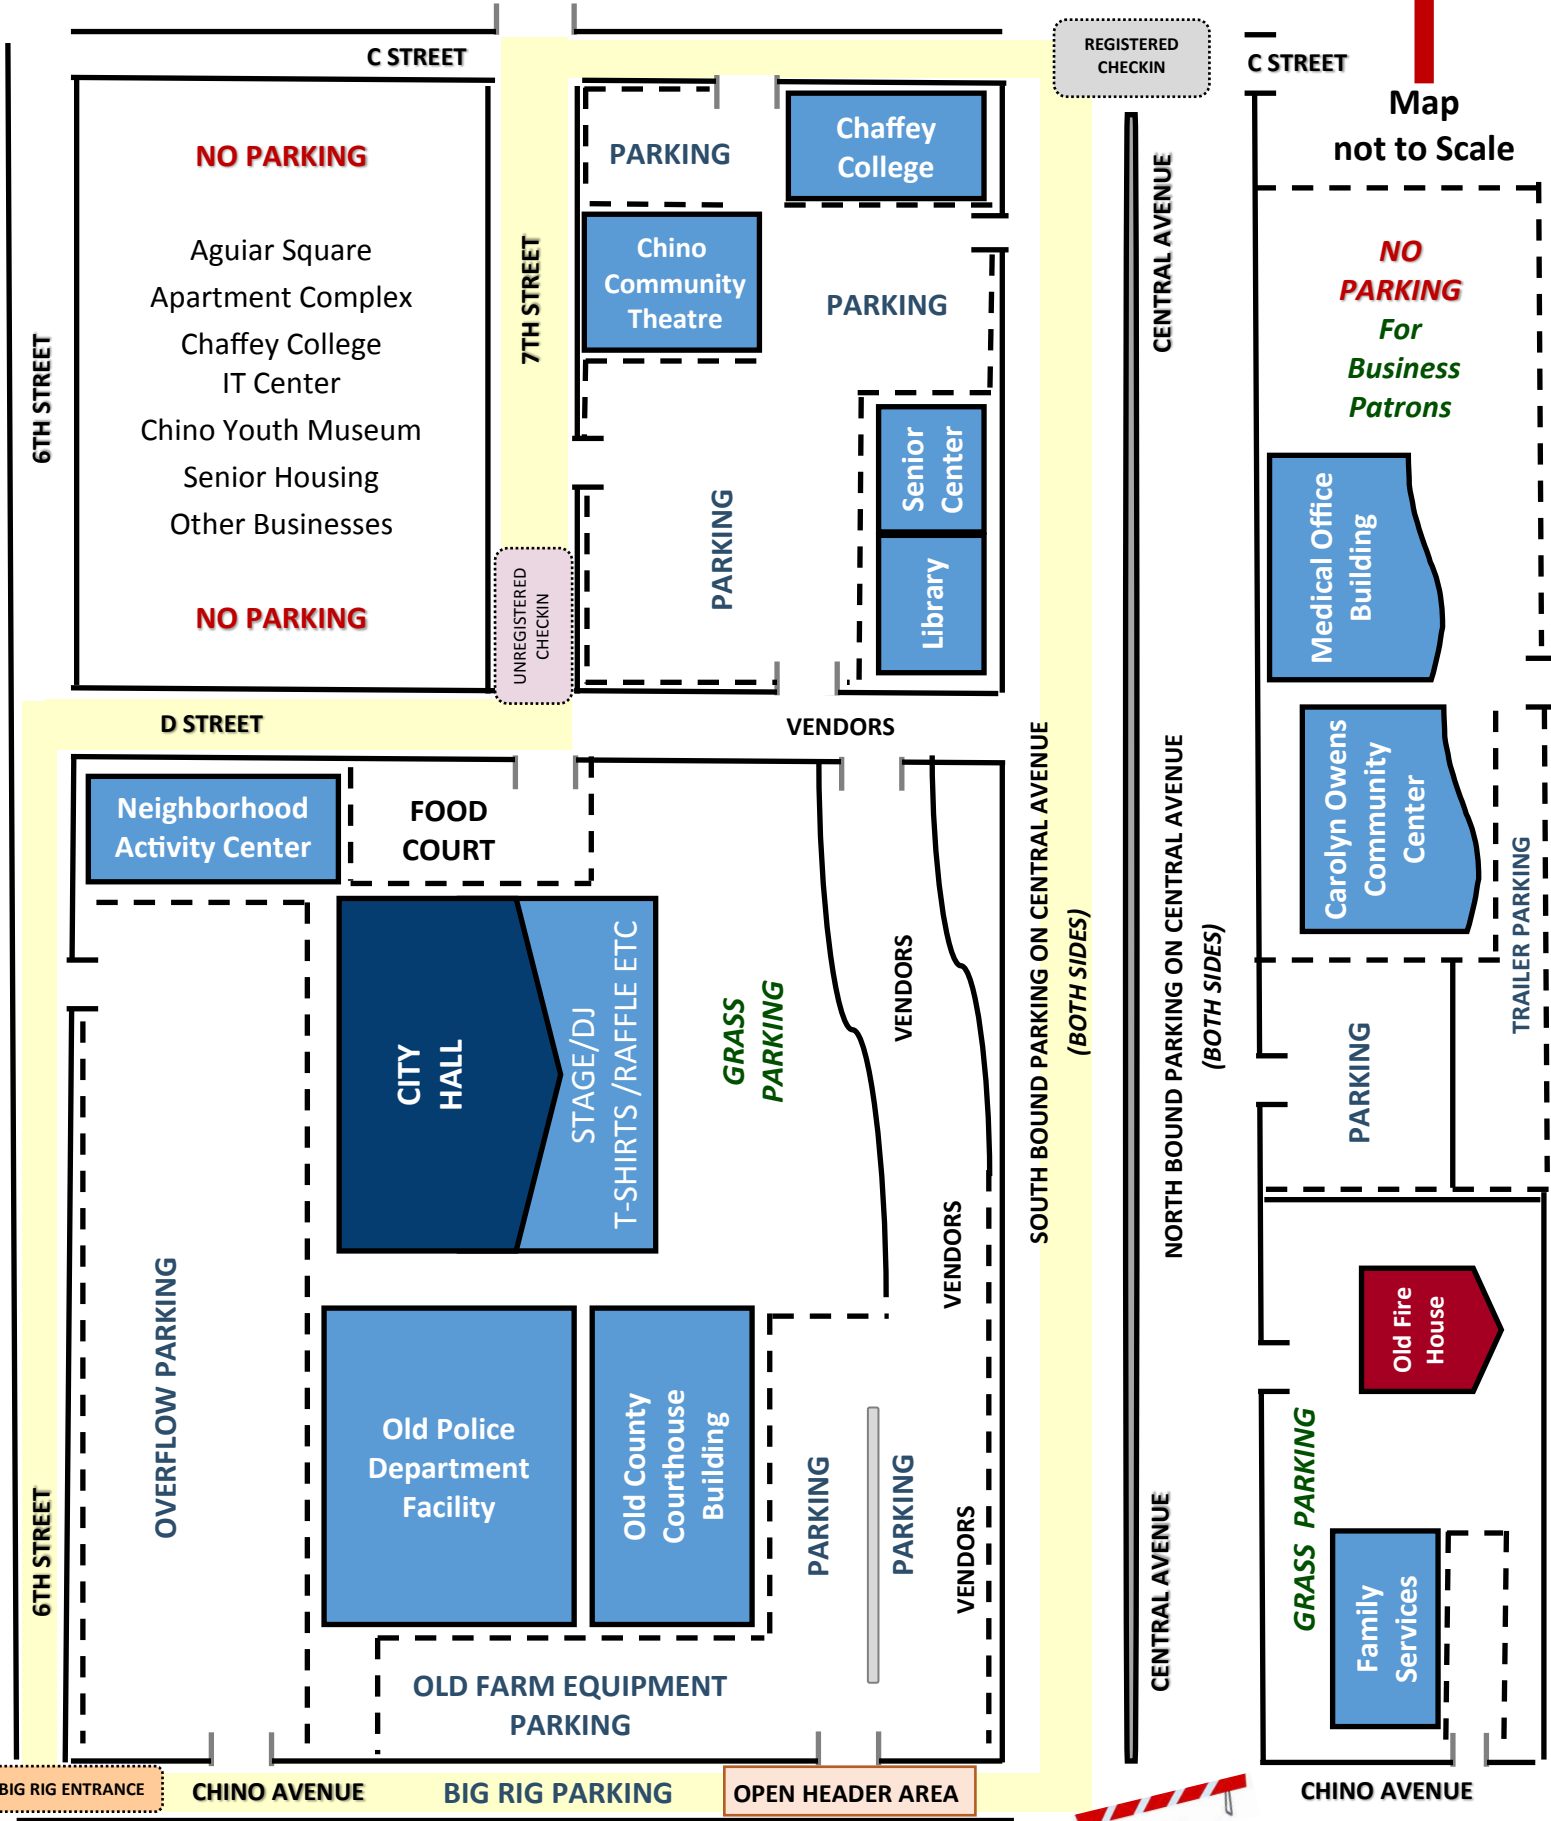 C STREET
REGISTERED
CHECKIN
C STREET
Map
not to Scale
NO PARKING
Aguiar Square
Apartment Complex
Chaffey College
IT Center
Chino Youth Museum
Senior Housing
Other Businesses
NO PARKING
6TH STREET
7TH STREET
UNREGISTERED
CHECKIN
PARKING
Chaffey
College
Chino
Community
Theatre
PARKING
PARKING
Senior
Center
Library
CENTRAL AVENUE
NO
PARKING
For
Business
Patrons
Medical Office
Building
D STREET
VENDORS
Neighborhood
Activity Center
FOOD
COURT
CITY
HALL
STAGE/DJ
T-SHIRTS /RAFFLE ETC
GRASS
PARKING
VENDORS
VENDORS
SOUTH BOUND PARKING ON CENTRAL AVENUE
(BOTH SIDES)
NORTH BOUND PARKING ON CENTRAL AVENUE
(BOTH SIDES)
Carolyn Owens
Community
Center
TRAILER PARKING
PARKING
OVERFLOW PARKING
6TH STREET
Old Police
Department
Facility
Old County
Courthouse
Building
PARKING
PARKING
VENDORS
CENTRAL AVENUE
Old Fire
House
GRASS PARKING
Family
Services
OLD FARM EQUIPMENT
PARKING
BIG RIG ENTRANCE
CHINO AVENUE
BIG RIG PARKING
OPEN HEADER AREA
CHINO AVENUE